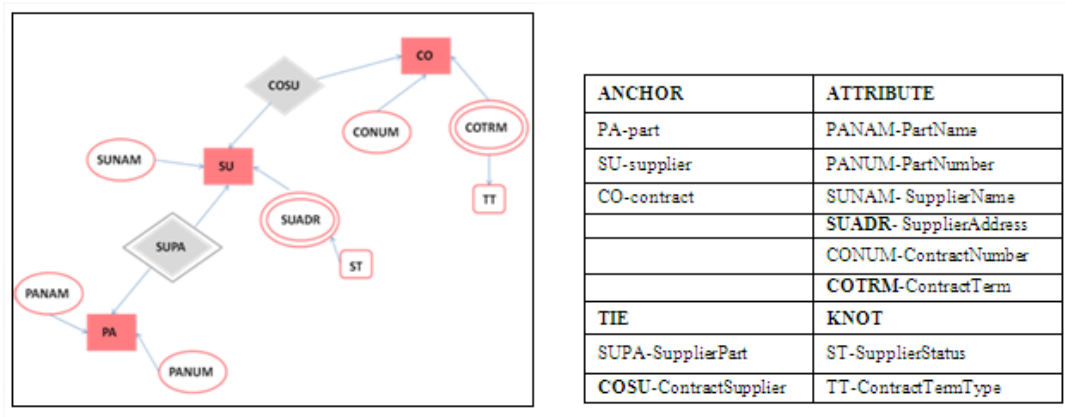 CO
COSU
CONUM
COTRM
SUNAM
SU
TT
SUADR
SUPA
ST
PANAM
PA
PANUM
ANCHOR ATTRIBUTE
PA-part PANAM-PartName
SU-supplier PANUM-PartNumber
CO-contract SUNAM- SupplierName
SUADR- SupplierAddress
CONUM-ContractNumber
COTRM-ContractTerm
TIE KNOT
SUPA-SupplierPart ST-SupplierStatus
COSU-ContractSupplier TT-ContractTermType